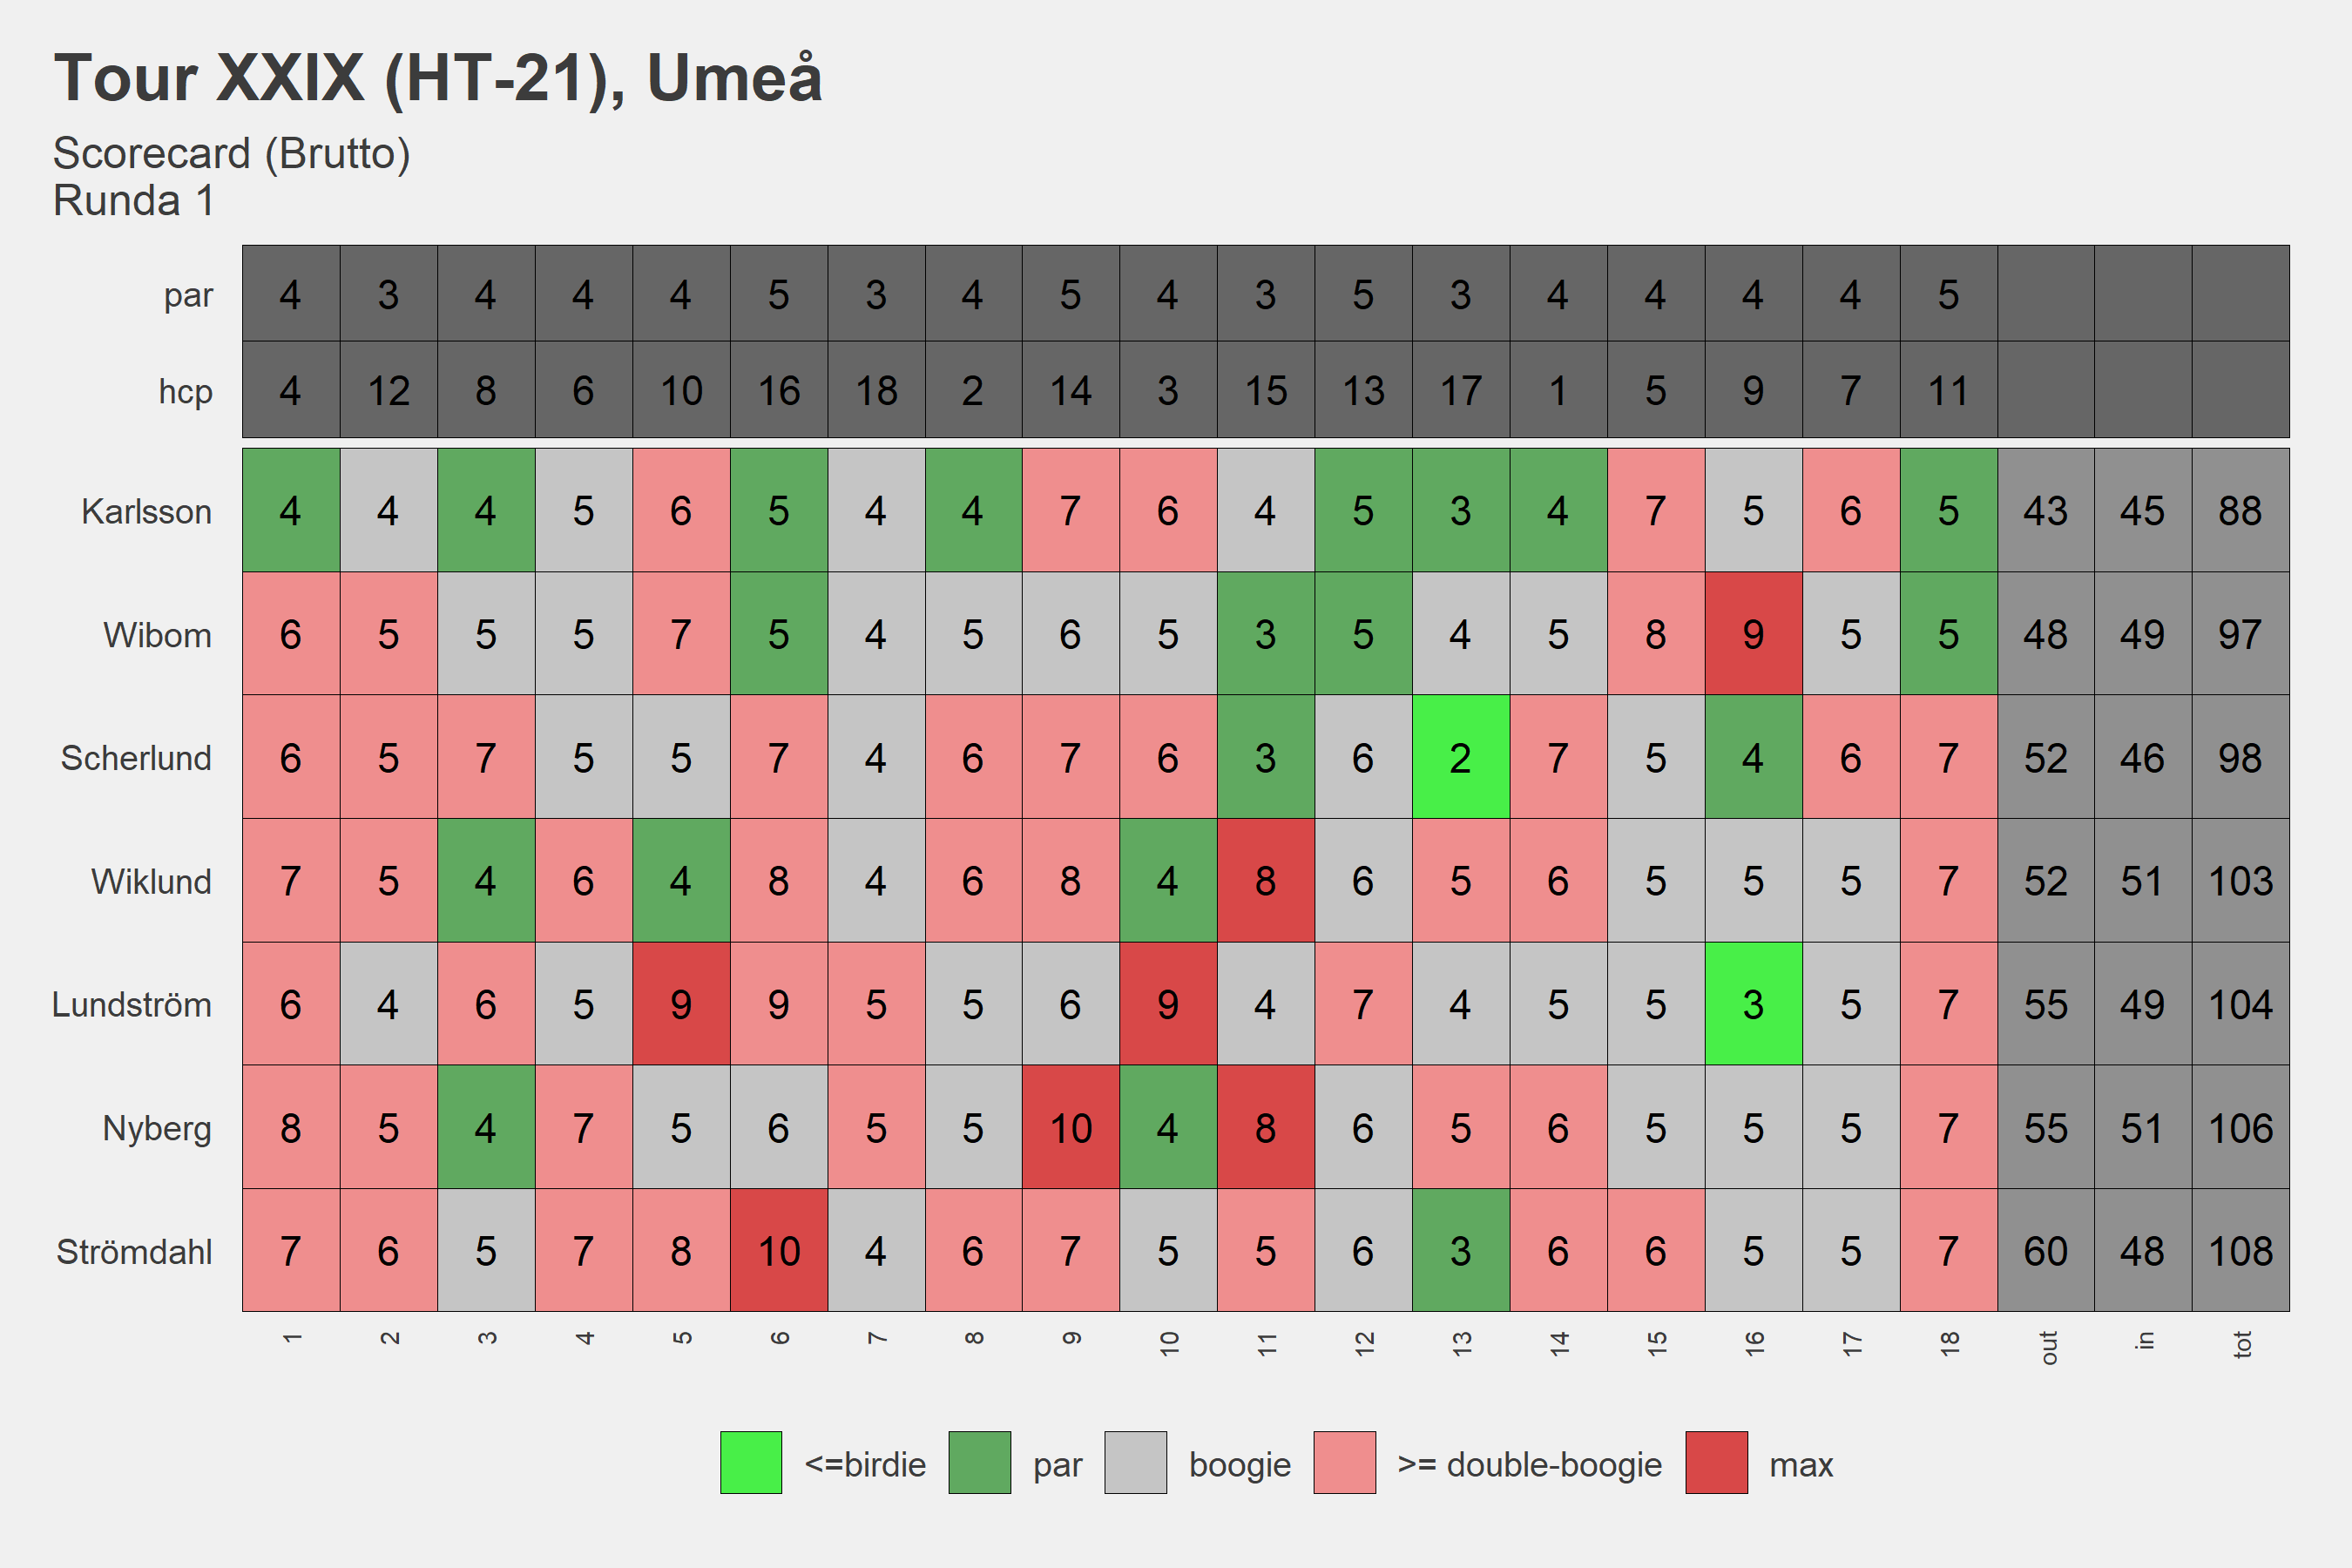 Tour XXIX (HT-21), Umeå
Scorecard (Brutto)
Runda 1
par 4 3 4 4 4 5 3 4 5 4 3 5 3 4 4 4 4 5
hcp 4 12 8 6 10 16 18 2 14 3 15 13 17 1 5 9 7 11
Karlsson 4 4 4 5 6 5 4 4 7 6 4 5 3 4 7 5 6 5 43 45 88
Wibom 6 5 5 5 7 5 4 5 6 5 3 5 4 5 8 9 5 5 48 49 97
Scherlund 6 5 7 5 5 7 4 6 7 6 3 6 2 7 5 4 6 7 52 46 98
Wiklund 7 5 4 6 4 8 4 6 8 4 8 6 5 6 5 5 5 7 52 51 103
Lundström 6 4 6 5 9 9 5 5 6 9 4 7 4 5 5 3 5 7 55 49 104
Nyberg 8 5 4 7 5 6 5 5 10 4 8 6 5 6 5 5 5 7 55 51 106
Strömdahl 7 6 5 7 8 10 4 6 7 5 5 6 3 6 6 5 5 7 60 48 108
1 2 3 4 5 6 7 8 9 10 11 12 13 14 15 16 17 18 out in tot
<=birdie par boogie >= double-boogie max